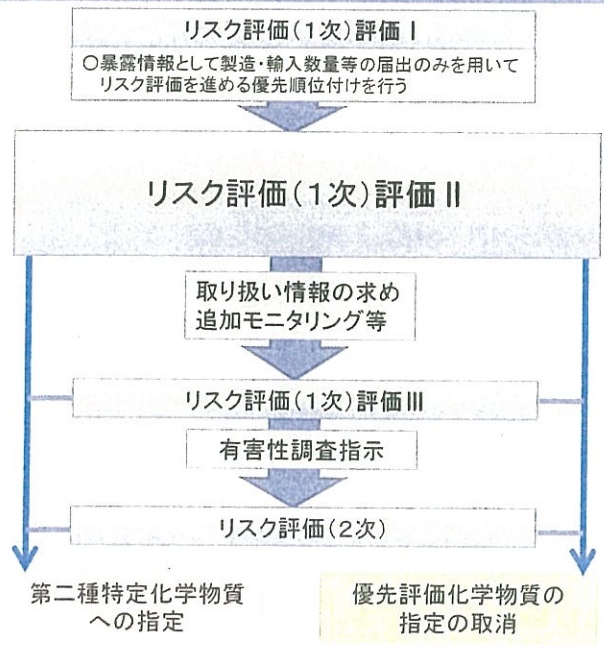 リスク評価(1次)評価Ⅰ
○暴露情報として製造・輸入数量等の届出のみを用いて
リスク評価を進める優先順位付けを行う
リスク評価(1次)評価Ⅱ
取り扱い情報の求め
追加モニタリング等
リスク評価(1次)評価Ⅲ
有害性調査指示
リスク評価(2次)
第二種特定化学物質
への指定
優先評価化学物質の
指定の取消